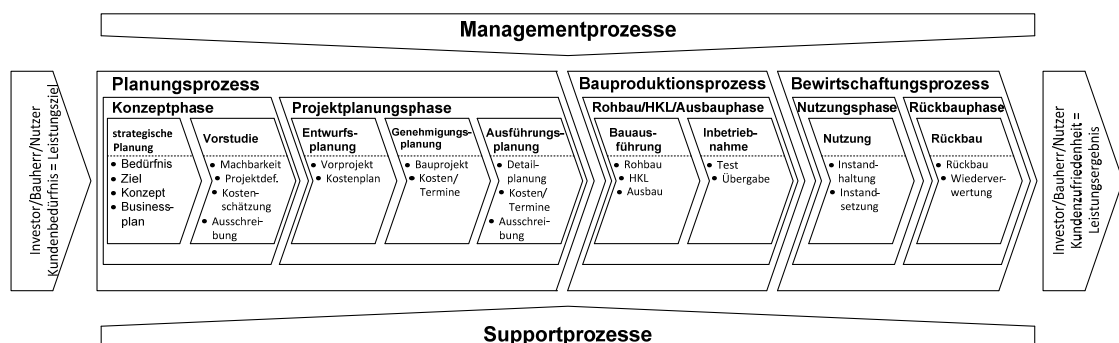 Managementprozesse
Investor/Bauherr/Nutzer
Kundenbedürfnis = Leistungsziel
Planungsprozess
Konzeptphase
strategische
Planung
• Bedürfnis
• Ziel
• Konzept
• Business-
plan
Vorstudie
• Machbarkeit
• Projektdef.
• Kosten-
schätzung
• Ausschrei-
bung
Projektplanungsphase
Entwurfs-
planung
• Vorprojekt
• Kostenplan
Genehmigungs-
planung
• Bauprojekt
• Kosten/
Termine
Ausführungs-
planung
• Detail-
planung
• Kosten/
Termine
• Ausschrei-
bung
Bauproduktionsprozess
Rohbau/HKL/Ausbauphase
Bauaus-
führung
• Rohbau
• HKL
• Ausbau
Inbetrieb-
nahme
• Test
• Übergabe
Bewirtschaftungsprozess
Nutzungsphase
Nutzung
• Instand-
haltung
• Instand-
setzung
Rückbauphase
Rückbau
• Rückbau
• Wiederver-
wertung
Investor/Bauherr/Nutzer
Kundenzufriedenheit =
Leistungsergebnis
Supportprozesse